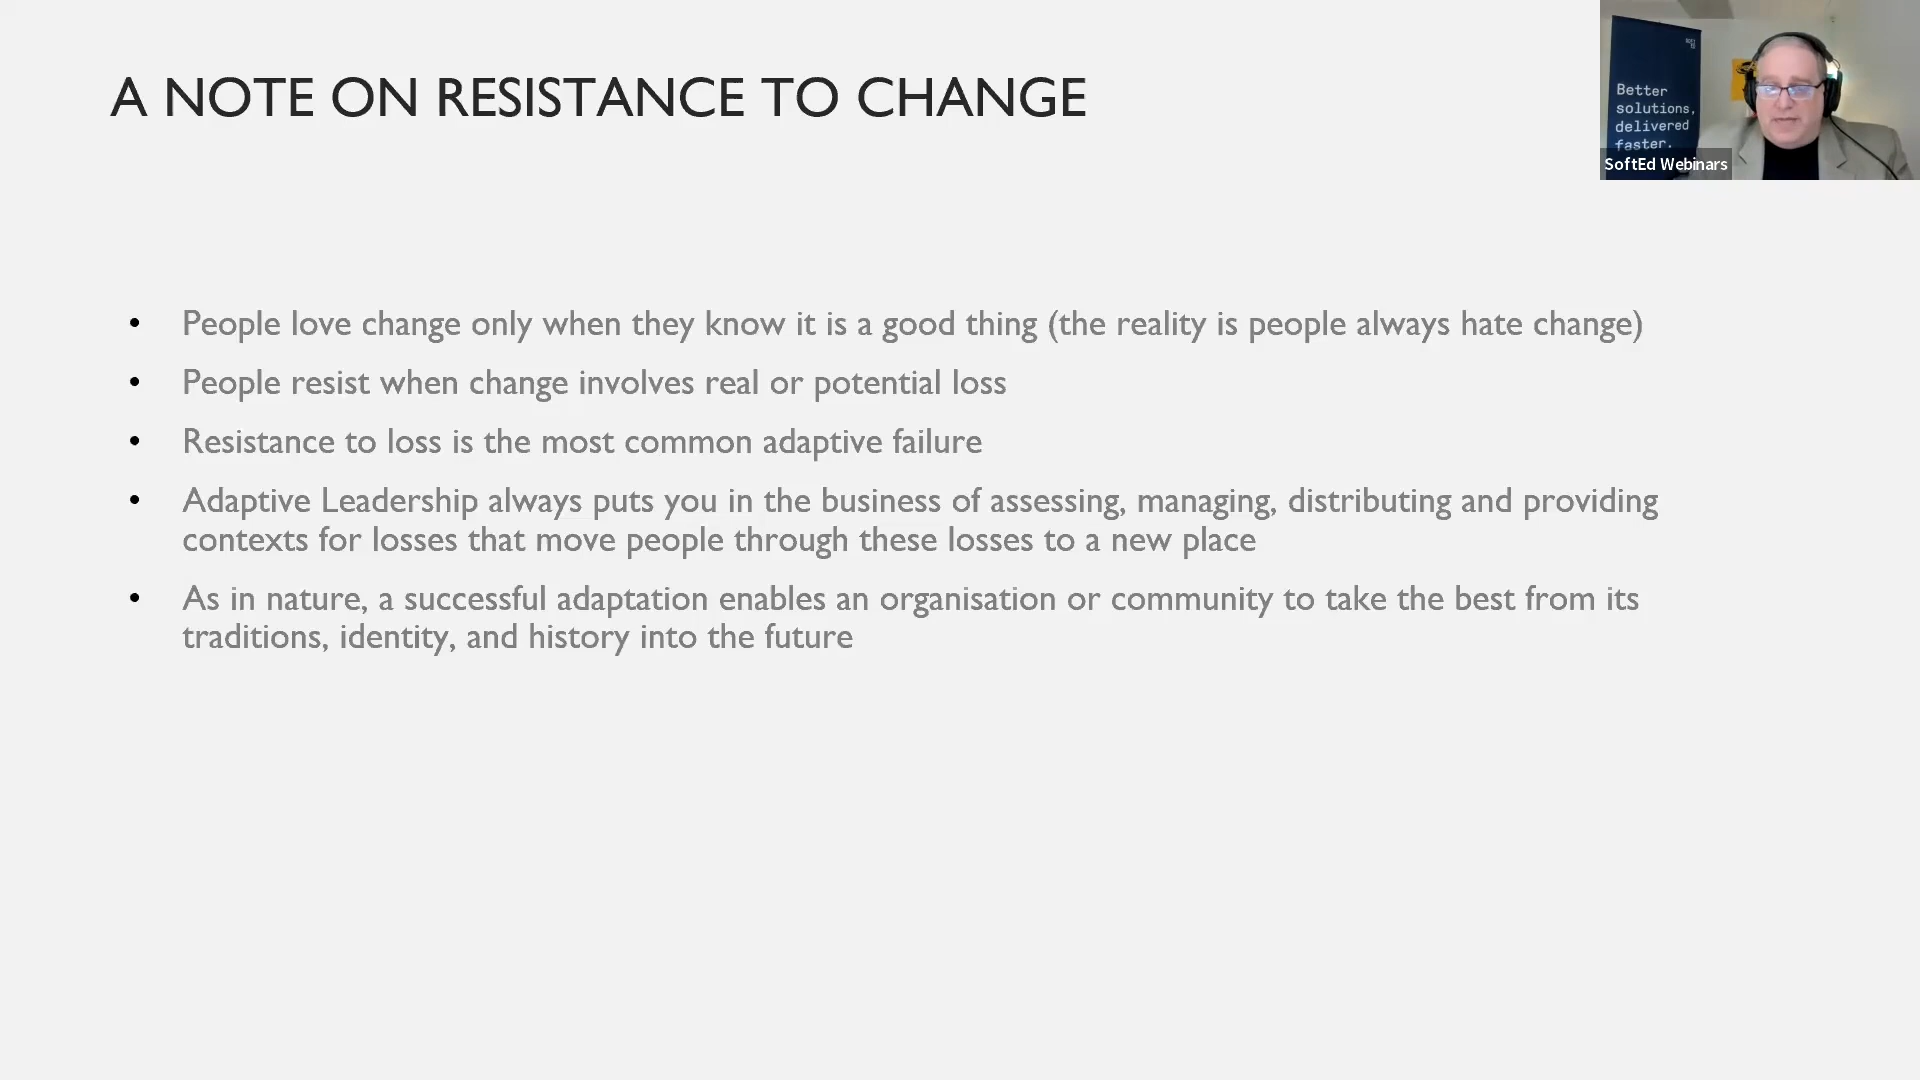 A NOTE ON RESISTANCE TO CHANGE
Better
solutions,
delivered
faster.
SoftEd Webinars
• People love change only when they know it is a good thing (the reality is people always hate change)
• People resist when change involves real or potential loss
• Resistance to loss is the most common adaptive failure
• Adaptive Leadership always puts you in the business of assessing, managing, distributing and providing
contexts for losses that move people through these losses to a new place
• As in nature, a successful adaptation enables an organisation or community to take the best from its
traditions, identity, and history into the future